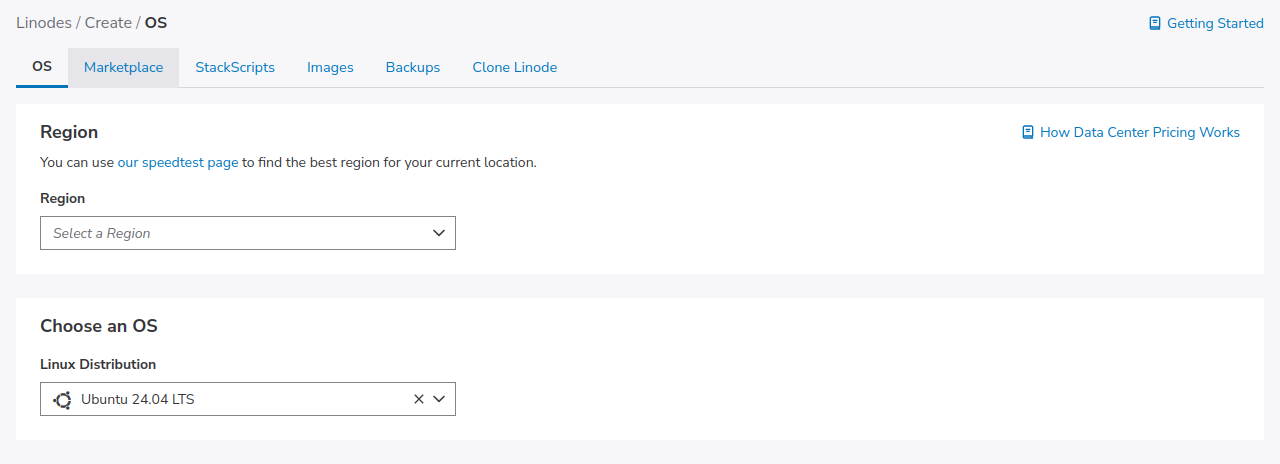 Linodes / Create / OS
Getting Started
OS Marketplace StackScripts Images Backups Clone Linode
Region
How Data Center Pricing Works
You can use our speedtest page to find the best region for your current location.
Region
Select a Region
Choose an OS
Linux Distribution
Ubuntu 24.04 LTS